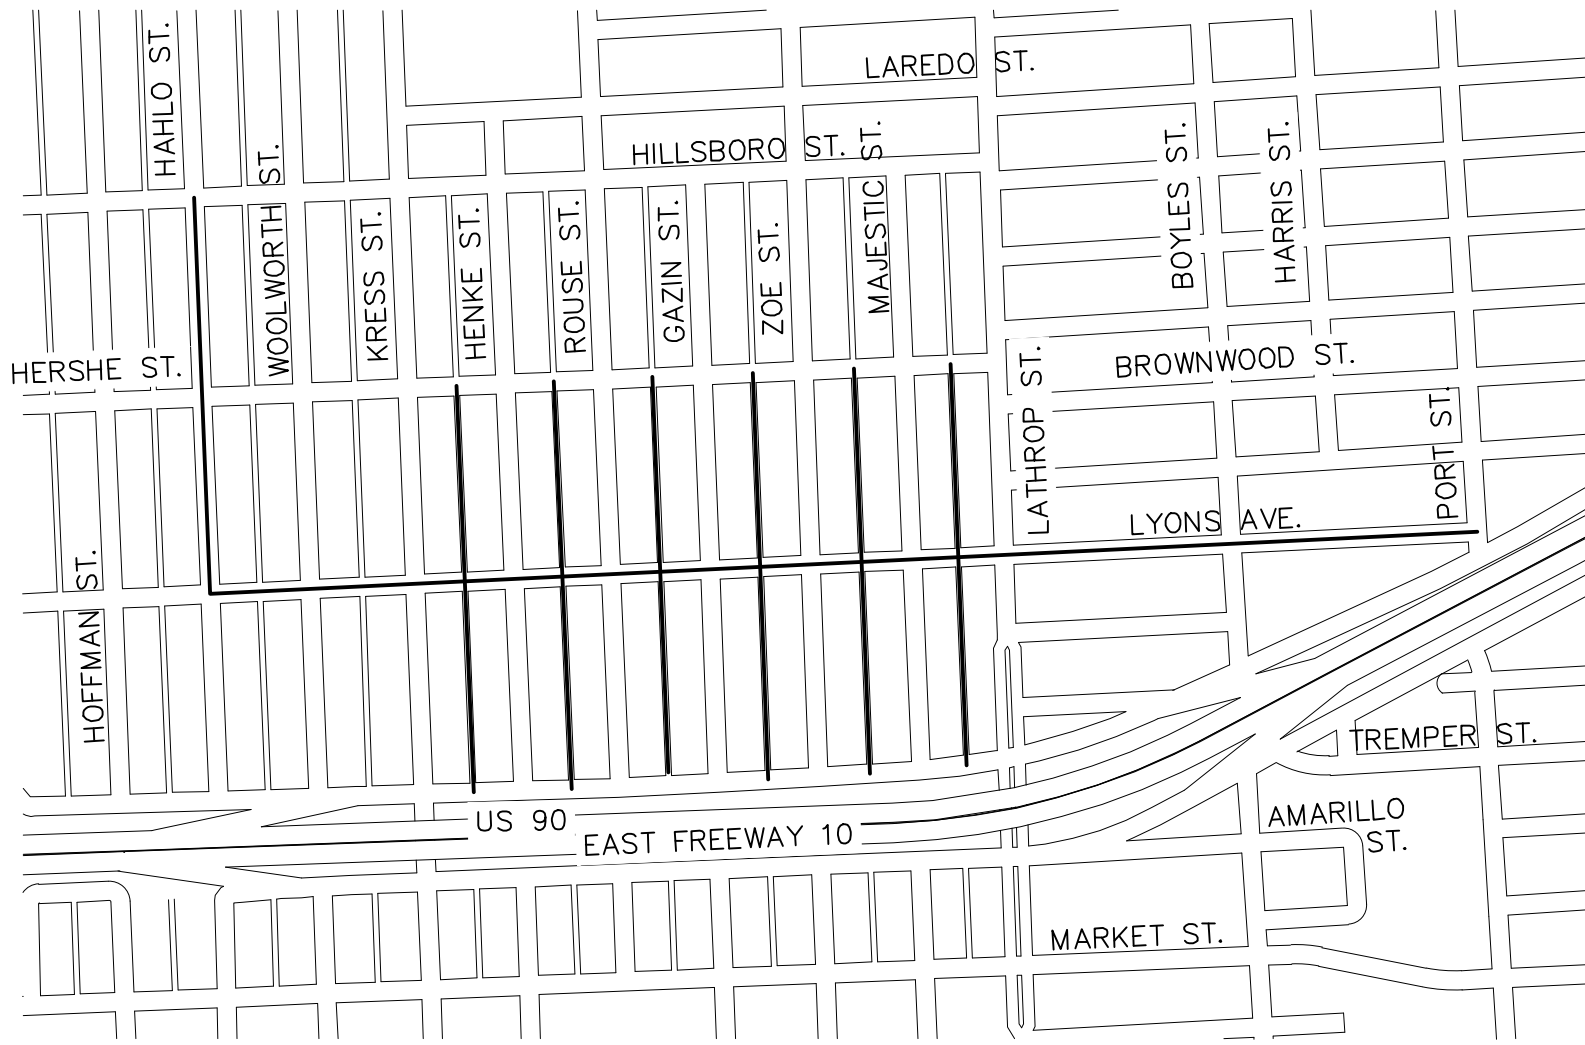 HAHLO ST.
LAREDO ST.
HILLSBORO ST.
WOOLWORTH ST.
KRESS ST.
HENKE ST.
ROUSE ST.
GAZIN ST.
ZOE ST.
MAJESTIC ST.
BOYLES ST.
HARRIS ST.
HERSHE ST.
BROWNWOOD ST.
LATHROP ST.
PORT ST.
LYONS AVE.
HOFFMAN ST.
TREMPER ST.
US 90
EAST FREEWAY 10
AMARILLO
ST.
MARKET ST.